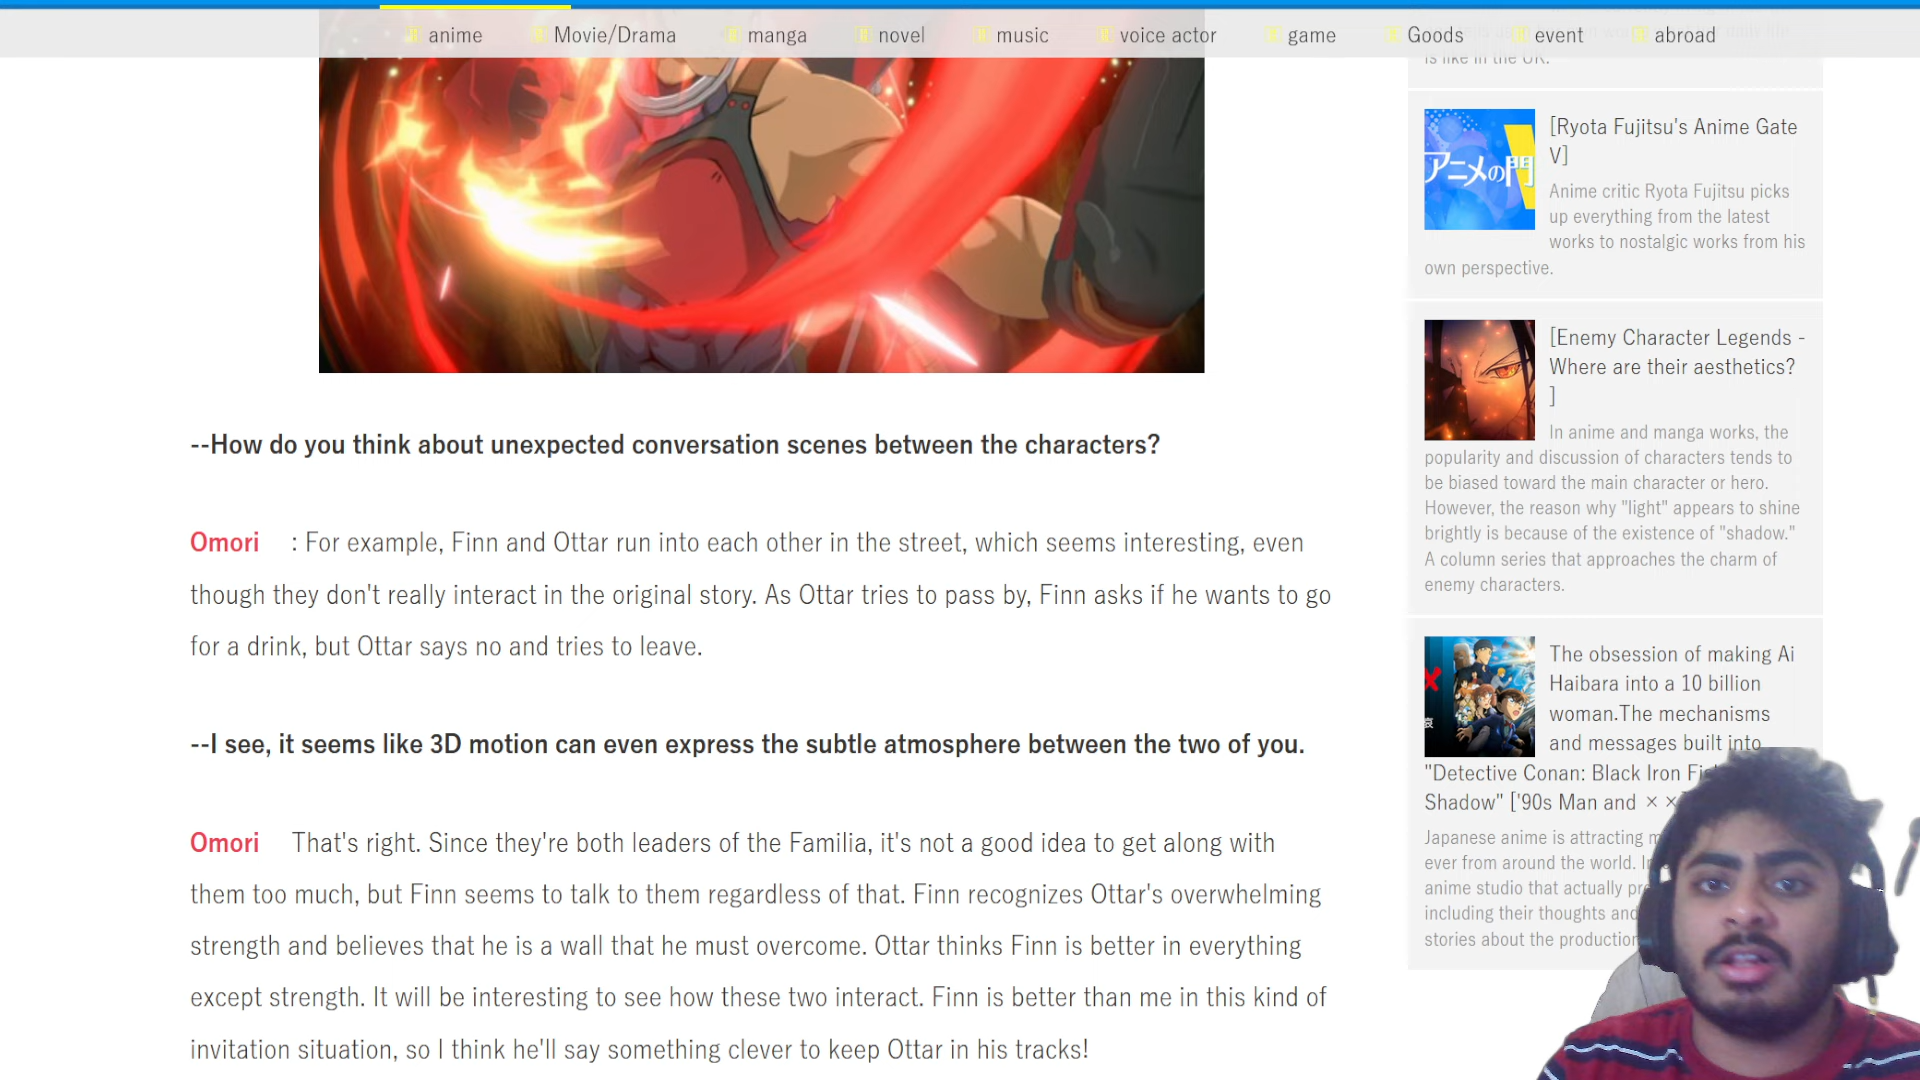 anime
Movie/Drama
manga
novel
music
voice actor
game
Goods
event
abroad
is like in the UK.
--How do you think about unexpected conversation scenes between the characters?
Omori : For example, Finn and Ottar run into each other in the street, which seems interesting, even
though they don't really interact in the original story. As Ottar tries to pass by, Finn asks if he wants to go
for a drink, but Ottar says no and tries to leave.
--I see, it seems like 3D motion can even express the subtle atmosphere between the two of you.
Omori That's right. Since they're both leaders of the Familia, it's not a good idea to get along with
them too much, but Finn seems to talk to them regardless of that. Finn recognizes Ottar's overwhelming
strength and believes that he is a wall that he must overcome. Ottar thinks Finn is better in everything
except strength. It will be interesting to see how these two interact. Finn is better than me in this kind of
invitation situation, so I think he'll say something clever to keep Ottar in his tracks!
アニメの門
[Ryota Fujitsu's Anime Gate
V]
Anime critic Ryota Fujitsu picks
up everything from the latest
works to nostalgic works from his
own perspective.
[Enemy Character Legends -
Where are their aesthetics?
]
In anime and manga works, the
popularity and discussion of characters tends to
be biased toward the main character or hero.
However, the reason why "light" appears to shine
brightly is because of the existence of "shadow."
A column series that approaches the charm of
enemy characters.
The obsession of making Ai
Haibara into a 10 billion
woman.The mechanisms
and messages built into
"Detective Conan: Black Iron
Shadow" ['90s Man and × ×
Japanese anime is attracting
ever from around the world.
anime studio that actually
including their thoughts and
stories about the production